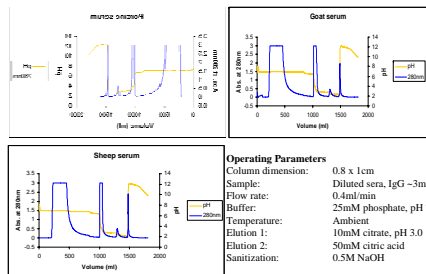 pH
280nm
Volume (ml)
pH
Goat serum
Abs. at 280nm
3.5
3
2.5
2
1.5
1
0.5
0
14
12
10
8
6
4
2
0
pH
pH
280nm
0 500 1000 1500 2000
Volume (ml)
Sheep serum
Abs. at 280nm
3.5
3
2.5
2
1.5
1
0.5
0
14
12
10
8
6
4
2
0
pH
pH
280nm
0 500 1000 1500 2000
Volume (ml)
Operating Parameters
Column dimension: 0.8 x 1cm
Sample: Diluted sera, IgG ~3m
Flow rate: 0.4ml/min
Buffer: 25mM phosphate, pH
Temperature: Ambient
Elution 1: 10mM citrate, pH 3.0
Elution 2: 50mM citric acid
Sanitization: 0.5M NaOH